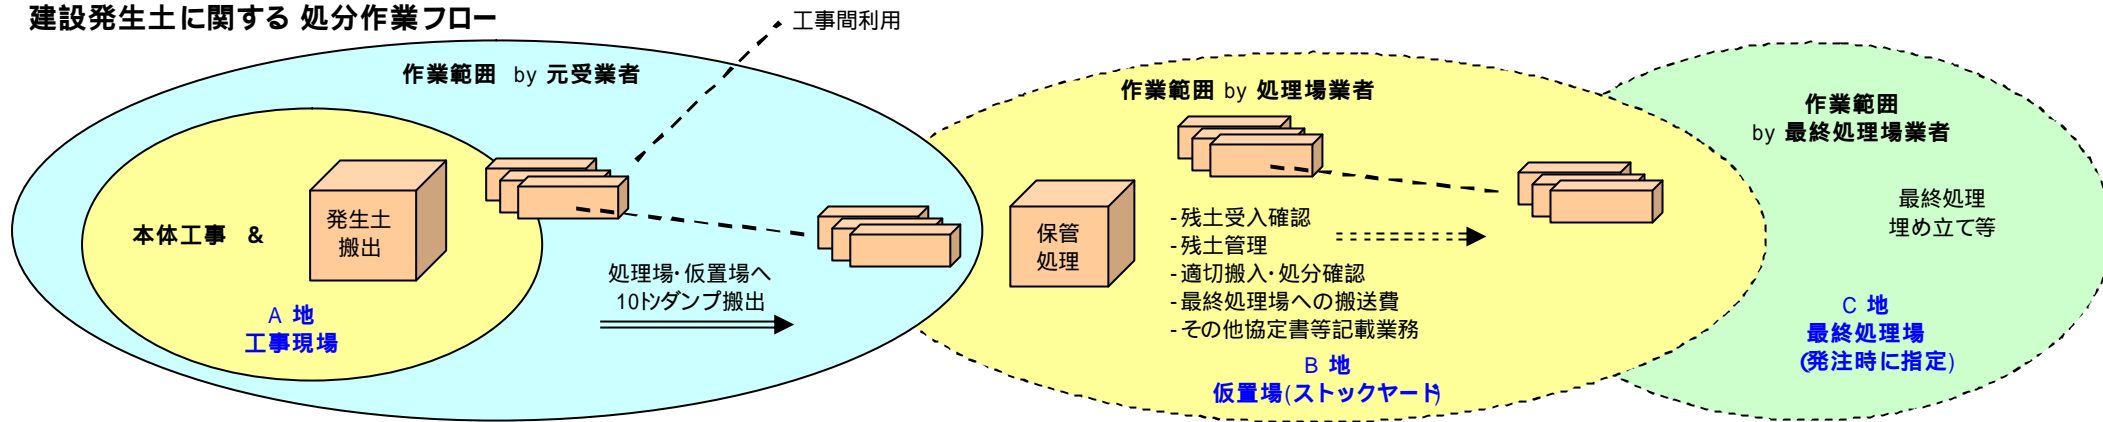 建設発生土に関する 処分作業フロー
工事間利用
作業範囲 by 元受業者
本体工事 &
発生土
搬出
A 地
工事現場
処理場・仮置場へ
10トンダンプ搬出
作業範囲 by 処理場業者
保管
処理
-残土受入確認
-残土管理
-適切搬入・処分確認
-最終処理場への搬送費
-その他協定書等記載業務
B 地
仮置場(ストックヤード)
作業範囲
by 最終処理場業者
最終処理
埋め立て等
C 地
最終処理場
(発注時に指定)